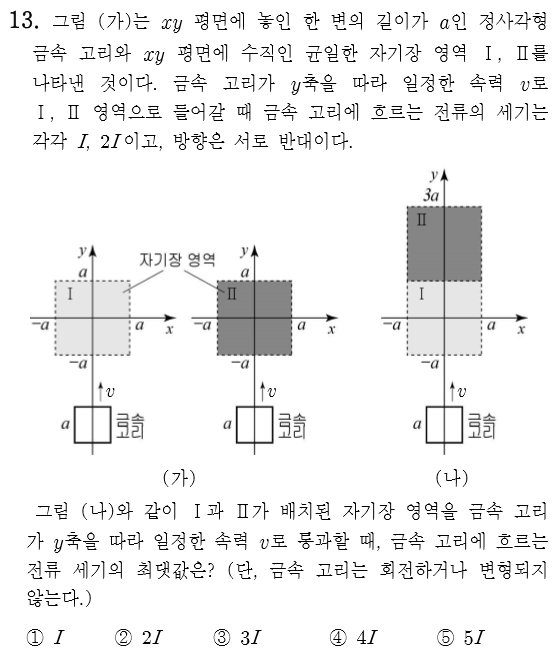 13. 그림 (가)는 xy 평면에 놓인 한 변의 길이가 a인 정사각형
금속 고리와 xy 평면에 수직인 균일한 자기장 영역 Ⅰ, Ⅱ를
나타낸 것이다. 금속 고리가 y축을 따라 일정한 속력 v로
Ⅰ, Ⅱ 영역으로 들어갈 때 금속 고리에 흐르는 전류의 세기는
각각 I, 2I이고, 방향은 서로 반대이다.
y
a
자기장 영역
Ⅰ
-a
a
x
-a
v
a
금속
고리
y
a
Ⅱ
-a
a
x
-a
v
a
금속
고리
(가)
y
3a
Ⅱ
Ⅰ
-a
a
x
-a
v
a
금속
고리
(나)
그림 (나)와 같이 Ⅰ과 Ⅱ가 배치된 자기장 영역을 금속 고리
가 y축을 따라 일정한 속력 v로 통과할 때, 금속 고리에 흐르는
전류 세기의 최댓값은? (단, 금속 고리는 회전하거나 변형되지
않는다.)
① I ② 2I ③ 3I ④ 4I ⑤ 5I